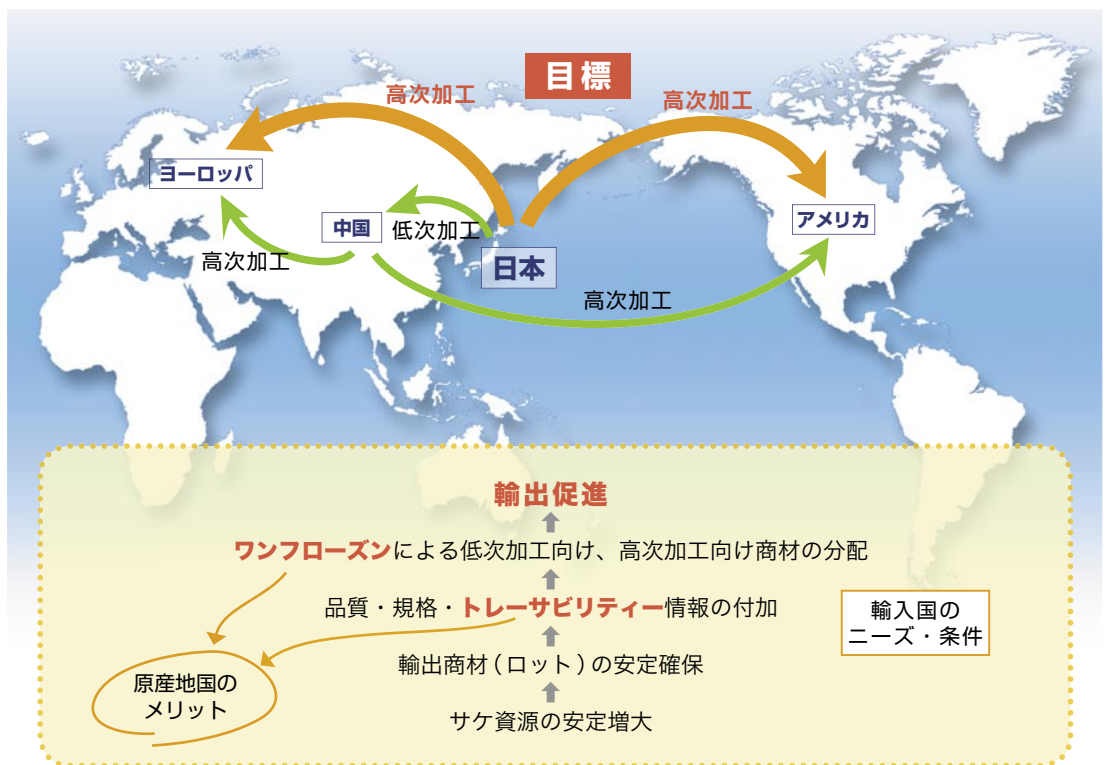 目標
高次加工
高次加工
ヨーロッパ
アメリカ
中国
低次加工
高次加工
日本
高次加工
輸出促進
ワンフローズンによる低次加工向け、高次加工向け商材の分配
品質・規格・トレーサビリティー情報の付加
輸入国の
ニーズ・条件
輸出商材(ロット)の安定確保
原産地国の
メリット
サケ資源の安定増大